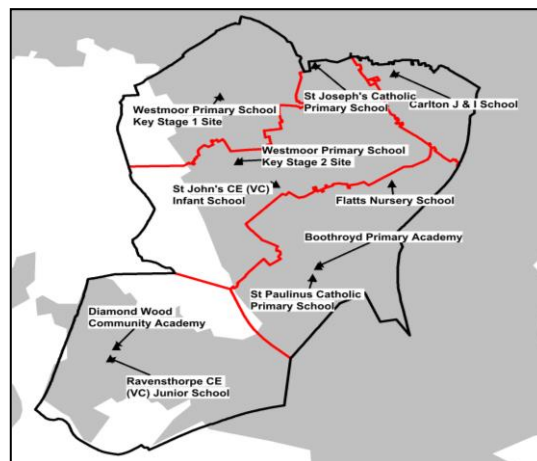 St Joseph's Catholic
Primary School
Carlton J & I School
Westmoor Primary School
Key Stage 1 Site
Westmoor Primary School
Key Stage 2 Site
St John's CE (VC)
Infant School
Flatts Nursery School
Boothroyd Primary Academy
St Paulinus Catholic
Primary School
Diamond Wood
Community Academy
Ravensthorpe CE
(VC) Junior School